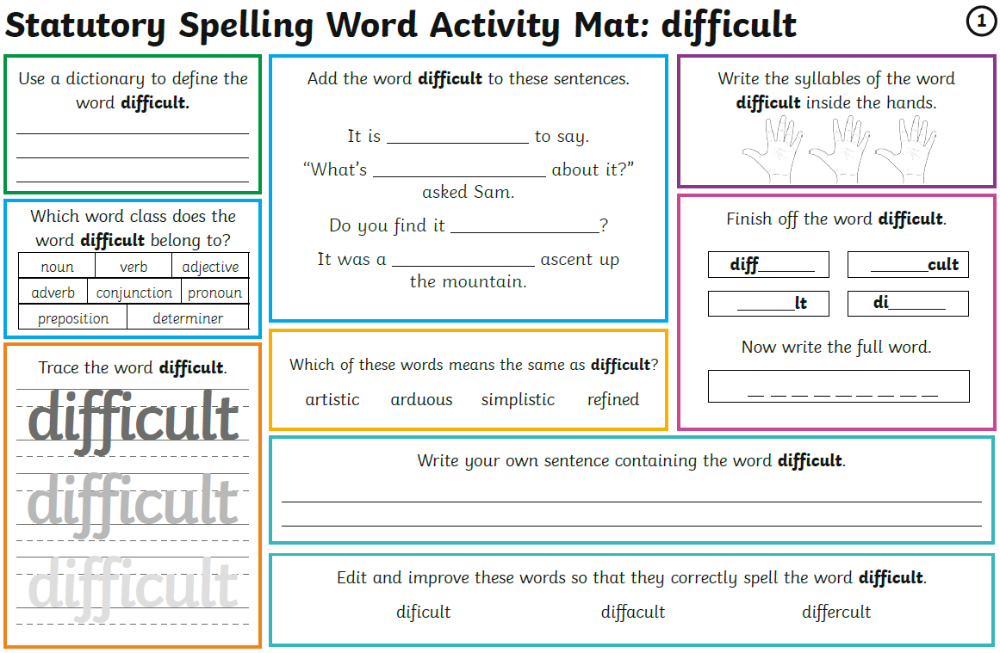 Statutory Spelling Word Activity Mat: difficult
1
Use a dictionary to define the
word difficult.
Which word class does the
word difficult belong to?
noun verb adjective
adverb conjunction pronoun
preposition determiner
Trace the word difficult.
difficult
difficult
difficult
Add the word difficult to these sentences.
It is _______________ to say.
“What’s __________________ about it?”
asked Sam.
Do you find it ________________?
It was a _______________ ascent up
the mountain.
Which of these words means the same as difficult?
artistic arduous simplistic refined
Write the syllables of the word
difficult inside the hands.
Finish off the word difficult.
diff______ ______cult
______lt di______
Now write the full word.
_ _ _ _ _ _ _ _ _
Write your own sentence containing the word difficult.
Edit and improve these words so that they correctly spell the word difficult.
dificult diffacult differcult